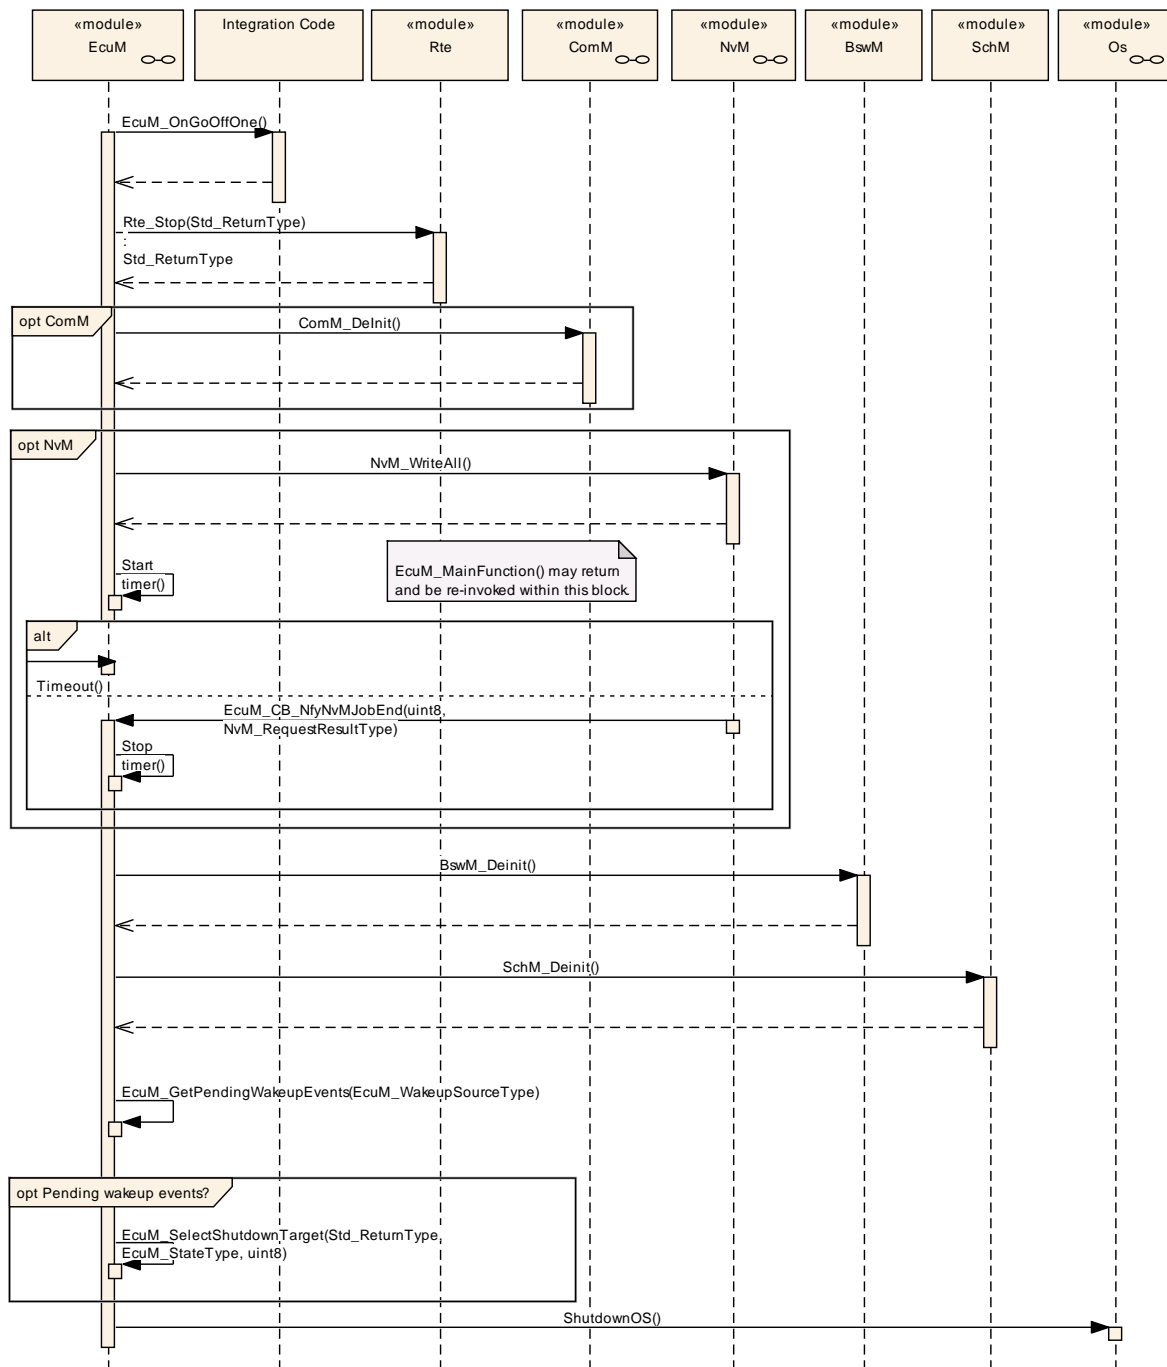 «module»
EcuM
Integration Code
«module»
Rte
«module»
ComM
«module»
NvM
«module»
BswM
«module»
SchM
«module»
Os
EcuM_OnGoOffOne()
Rte_Stop(Std_ReturnType)
:
Std_ReturnType
opt ComM
ComM_DeInit()
opt NvM
NvM_WriteAll()
EcuM_MainFunction() may return
and be re-invoked within this block.
Start
timer()
alt
Timeout()
EcuM_CB_NfyNvMJobEnd(uint8,
NvM_RequestResultType)
Stop
timer()
BswM_Deinit()
SchM_Deinit()
EcuM_GetPendingWakeupEvents(EcuM_WakeupSourceType)
opt Pending wakeup events?
EcuM_SelectShutdownTarget(Std_ReturnType,
EcuM_StateType, uint8)
ShutdownOS()